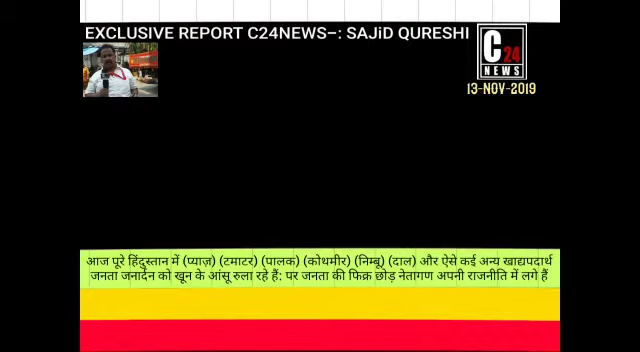 EXCLUSIVE REPORT C24NEWS–: SAJiD QURESHI
C
24
NEWS
13-NOV-2019
आज पूरे हिंदुस्तान में (प्याज़) (टमाटर) (पालक) (कोथमीर) (निम्बू) (दाल) और ऐसे कई अन्य खाद्यपदार्थ
जनता जनार्दन को खून के आंसू रुला रहे हैं: पर जनता की फिक्र छोड़ नेतागण अपनी राजनीति में लगे हैं